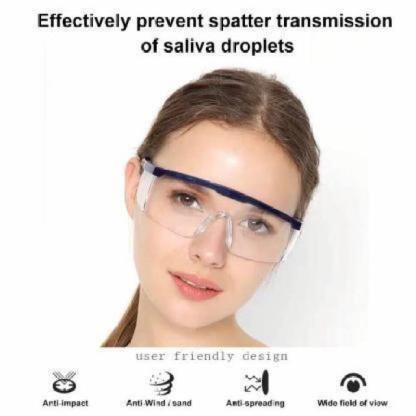 Effectively prevent spatter transmission
of saliva droplets
user friendly design
Anti-impact Anti-Wind / sand Anti-spreading Wide field of view